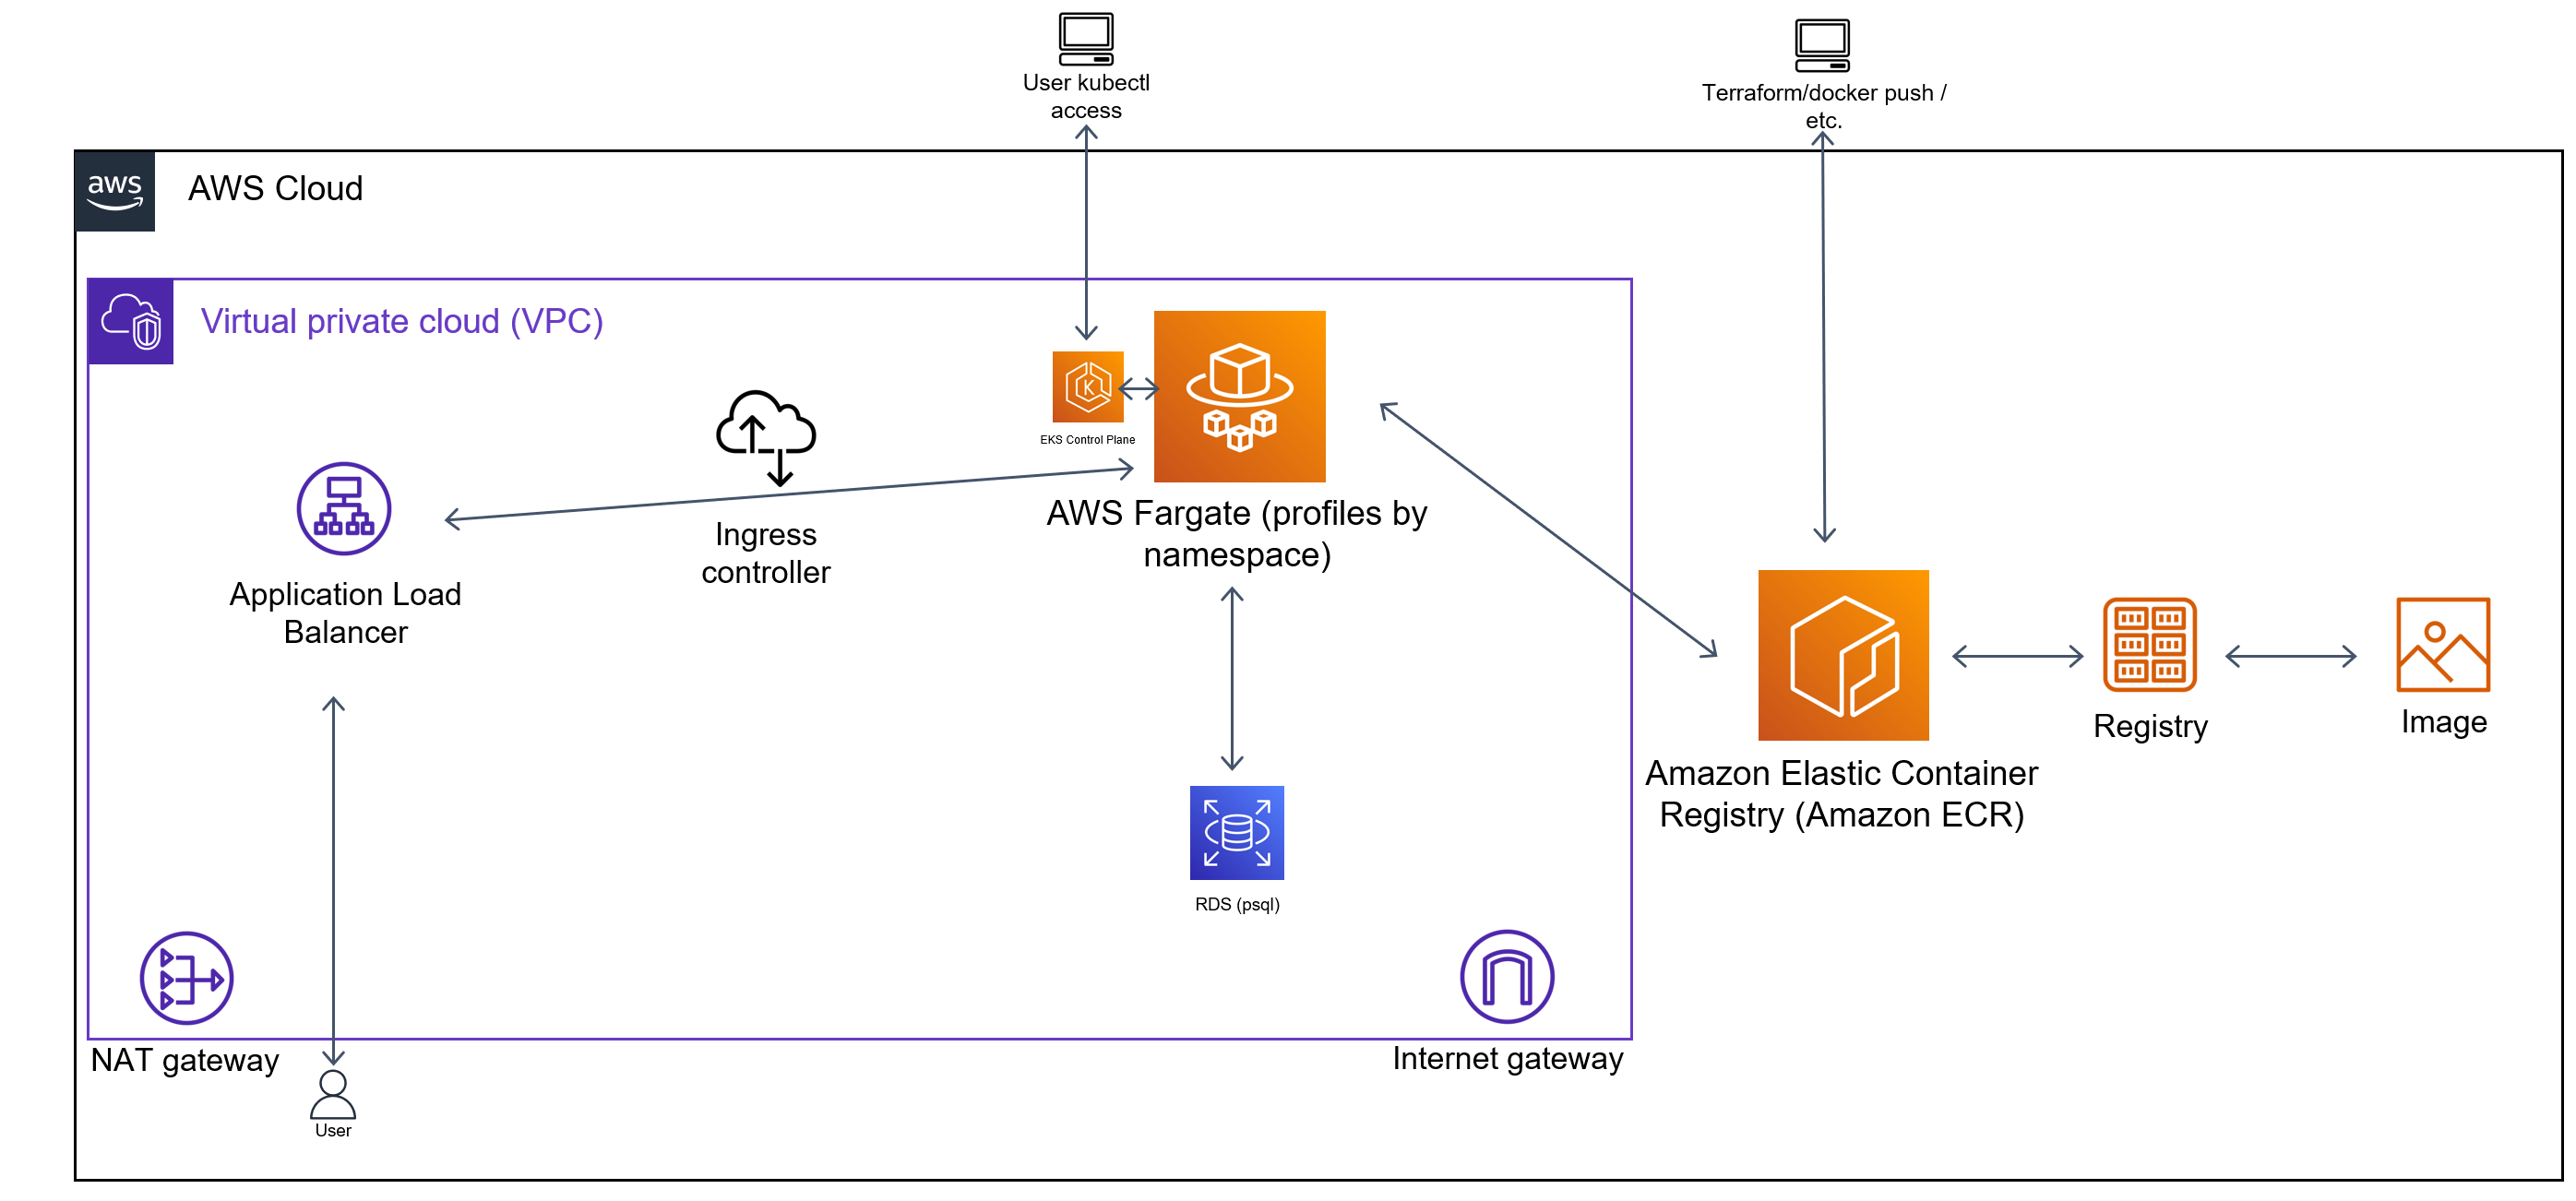 User kubectl
access
Terraform/docker push /
etc.
aws
AWS Cloud
Virtual private cloud (VPC)
K
EKS Control Plane
AWS Fargate (profiles by
namespace)
Ingress
controller
Application Load
Balancer
Amazon Elastic Container
Registry (Amazon ECR)
Registry
Image
RDS (psql)
NAT gateway
Internet gateway
User